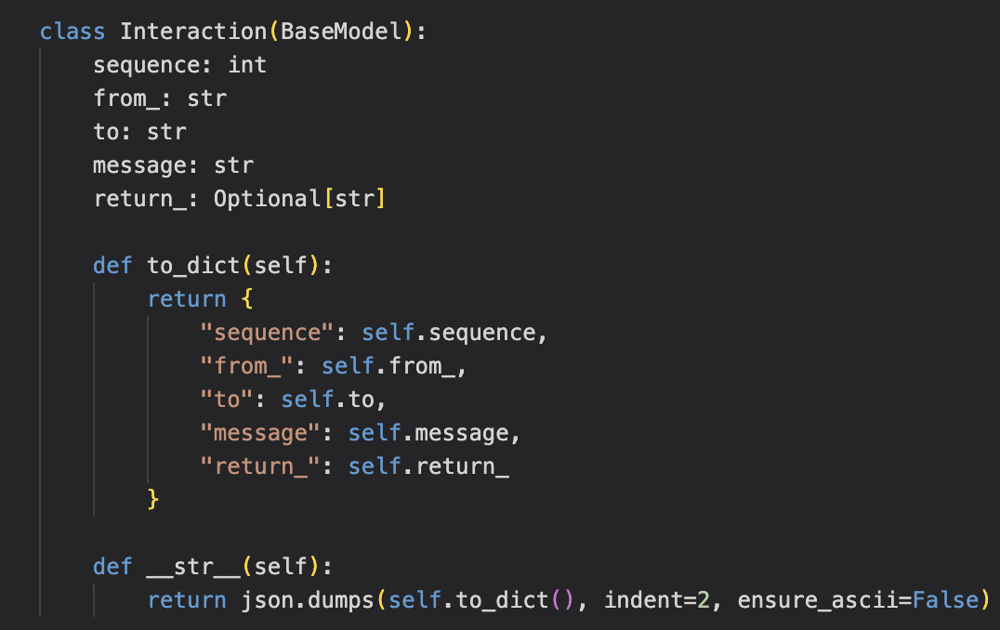 class Interaction(BaseModel):
    sequence: int
    from_: str
    to: str
    message: str
    return_: Optional[str]

    def to_dict(self):
        return {
            "sequence": self.sequence,
            "from_": self.from_,
            "to": self.to,
            "message": self.message,
            "return_": self.return_
        }

    def __str__(self):
        return json.dumps(self.to_dict(), indent=2, ensure_ascii=False)